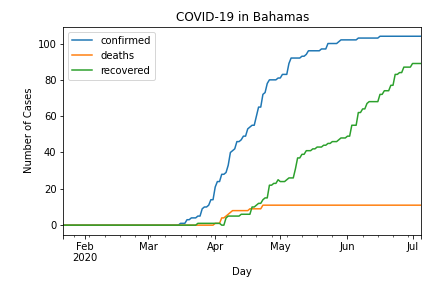 COVID-19 in Bahamas
confirmed
deaths
recovered
Number of Cases
100
80
60
40
20
0
Feb Mar Apr May Jun Jul
2020
Day